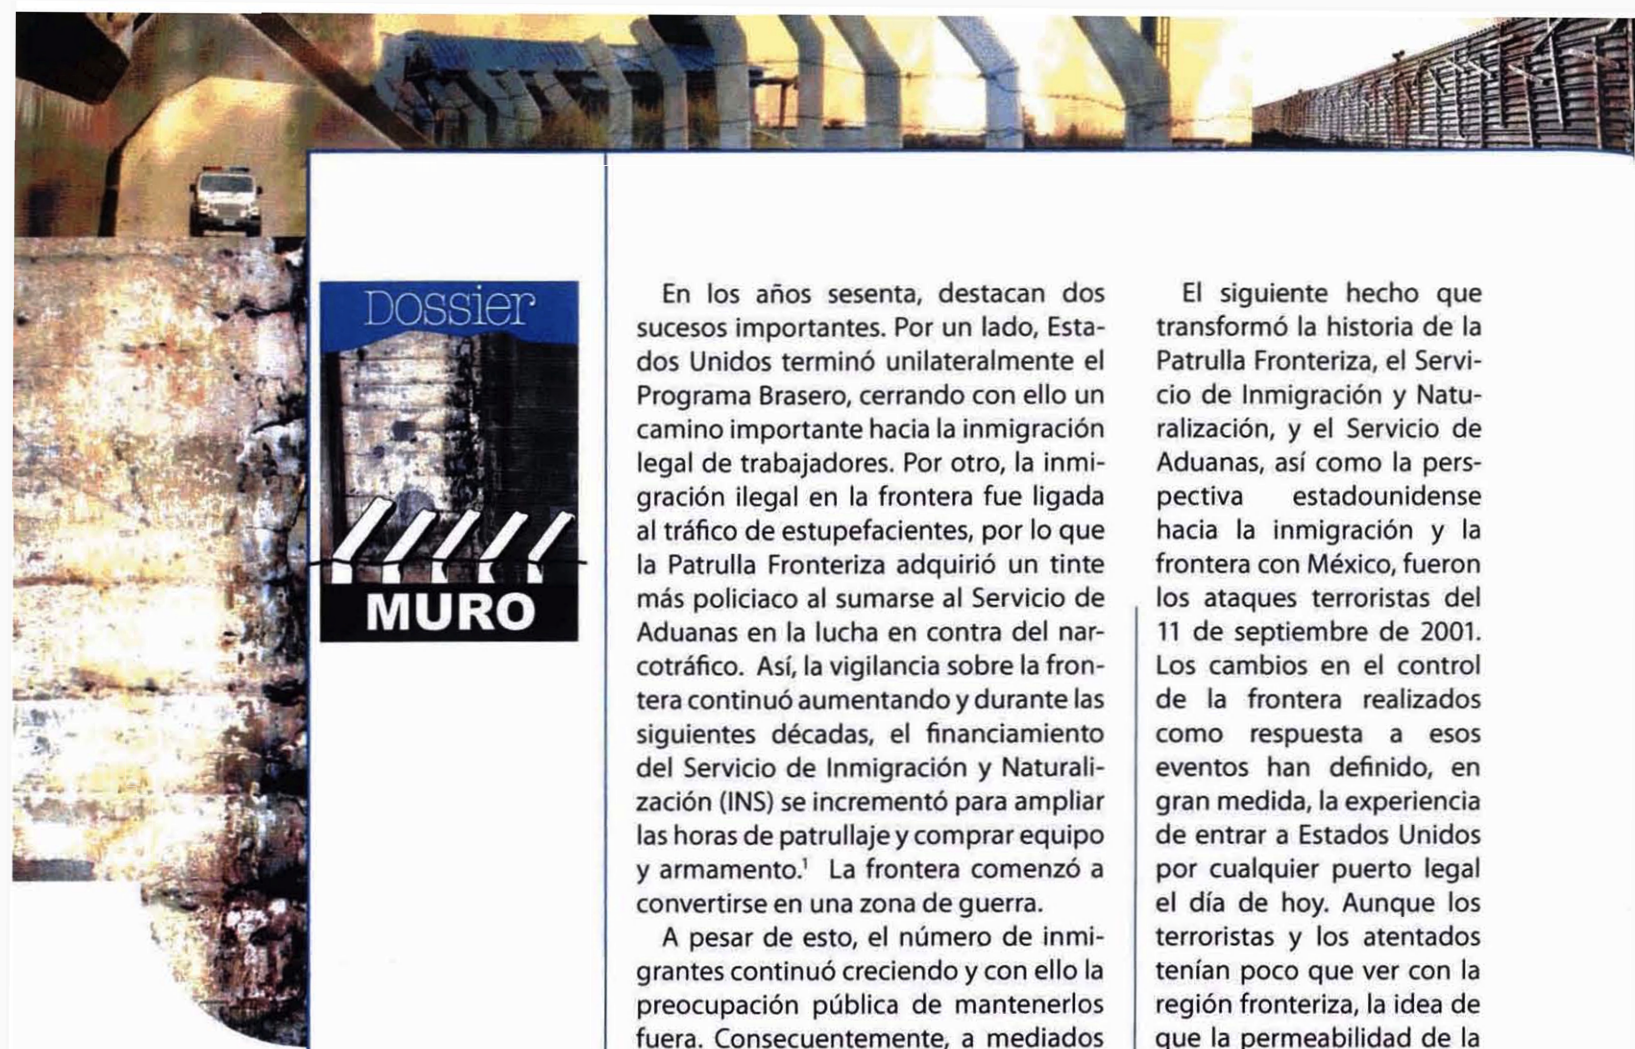 Dossier
MURO
En los años sesenta, destacan dos
sucesos importantes. Por un lado, Esta-
dos Unidos terminó unilateralmente el
Programa Brasero, cerrando con ello un
camino importante hacia la inmigración
legal de trabajadores. Por otro, la inmi-
gración ilegal en la frontera fue ligada
al tráfico de estupefacientes, por lo que
la Patrulla Fronteriza adquirió un tinte
más policiaco al sumarse al Servicio de
Aduanas en la lucha en contra del nar-
cotráfico. Así, la vigilancia sobre la fron-
tera continuó aumentando y durante las
siguientes décadas, el financiamiento
del Servicio de Inmigración y Naturali-
zación (INS) se incrementó para ampliar
las horas de patrullaje y comprar equipo
y armamento.¹ La frontera comenzó a
convertirse en una zona de guerra.
A pesar de esto, el número de inmi-
grantes continuó creciendo y con ello la
preocupación pública de mantenerlos
fuera. Consecuentemente, a mediados
El siguiente hecho que
transformó la historia de la
Patrulla Fronteriza, el Servi-
cio de Inmigración y Natu-
ralización, y el Servicio de
Aduanas, así como la pers-
pectiva estadounidense
hacia la inmigración y la
frontera con México, fueron
los ataques terroristas del
11 de septiembre de 2001.
Los cambios en el control
de la frontera realizados
como respuesta a esos
eventos han definido, en
gran medida, la experiencia
de entrar a Estados Unidos
por cualquier puerto legal
el día de hoy. Aunque los
terroristas y los atentados
tenían poco que ver con la
región fronteriza, la idea de
que la permeabilidad de la